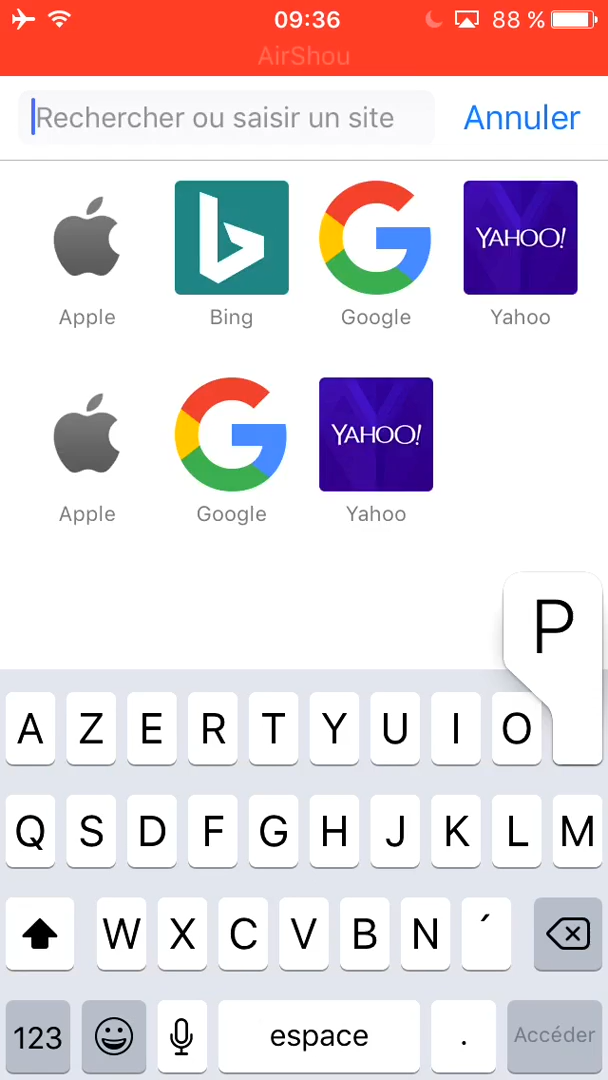 09:36
88 %
AirShou
Rechercher ou saisir un site
Annuler
YAHOO!
Apple
Bing
Google
Yahoo
YAHOO!
Apple
Google
Yahoo
P
A Z E R T Y U I O
Q S D F G H J K L M
W X C V B N ´
123
espace
.
Accéder